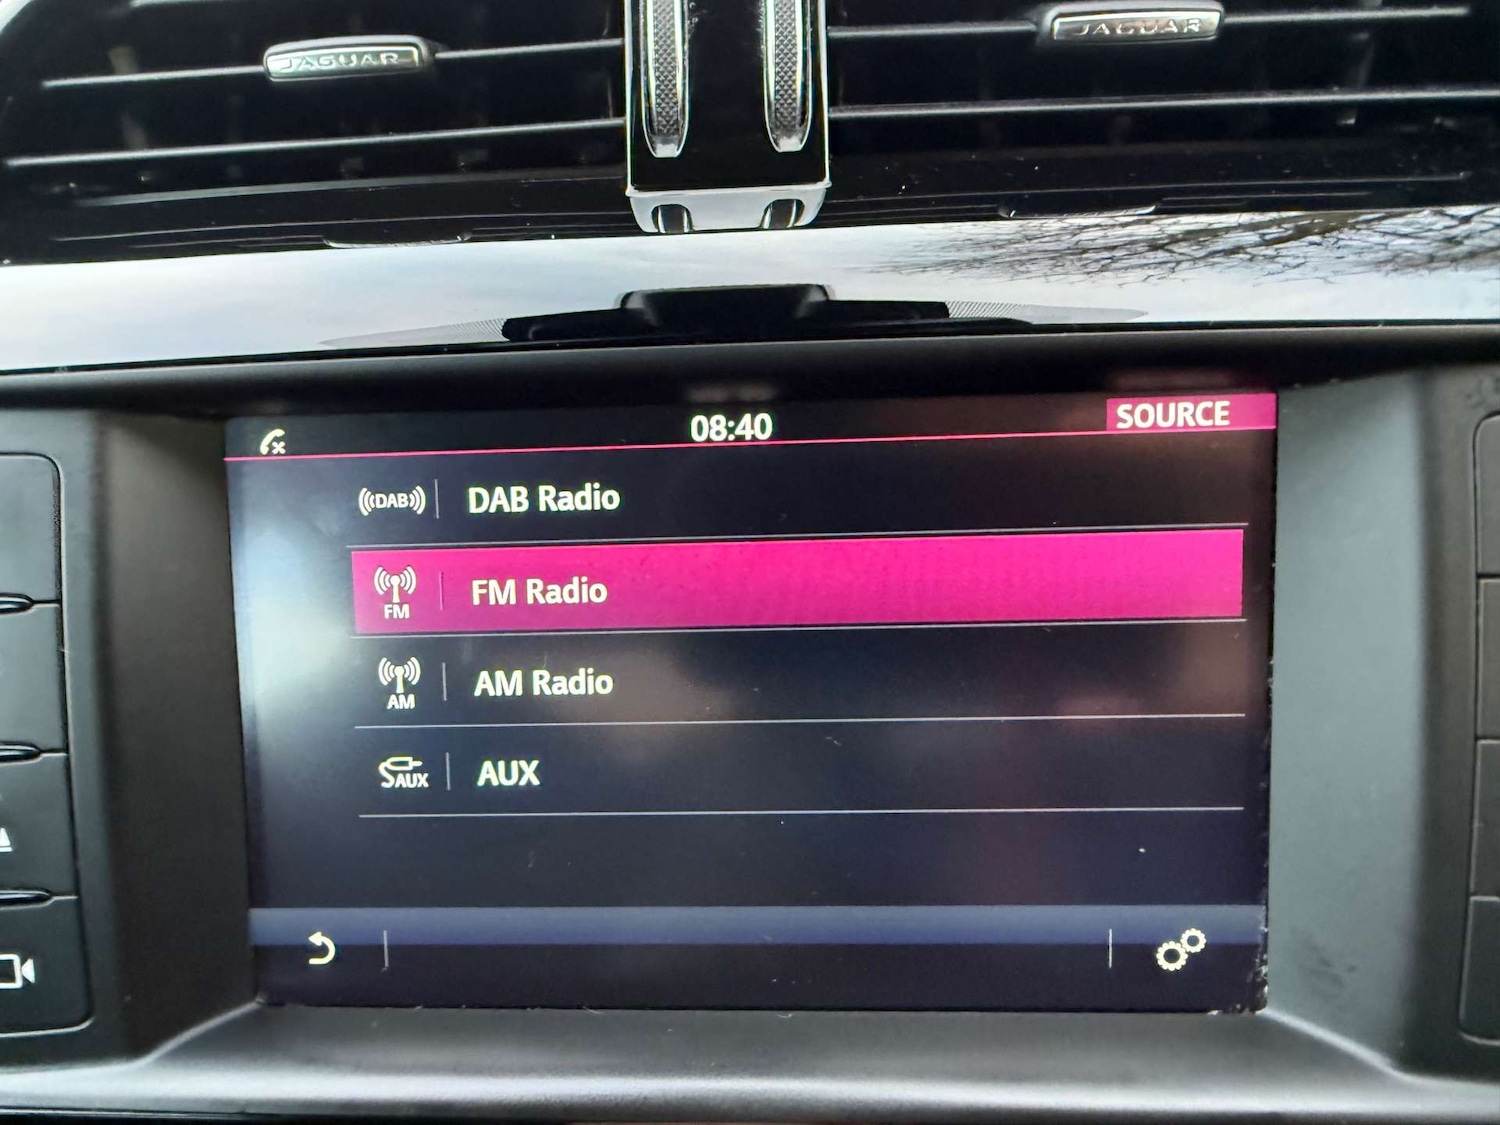 JAGUAR
JAGUAR
08:40
SOURCE
DAB
DAB Radio
FM
FM Radio
AM
AM Radio
AUX
AUX